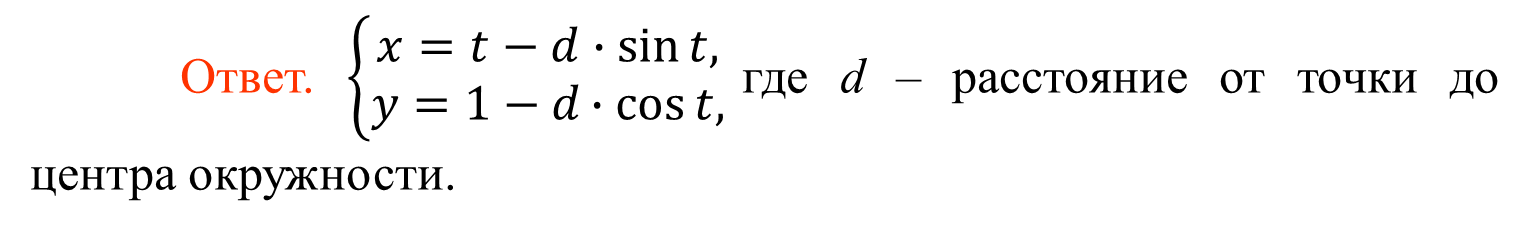 Ответ. { x = t − d · sin t, y = 1 − d · cos t, где d – расстояние от точки до
центра окружности.